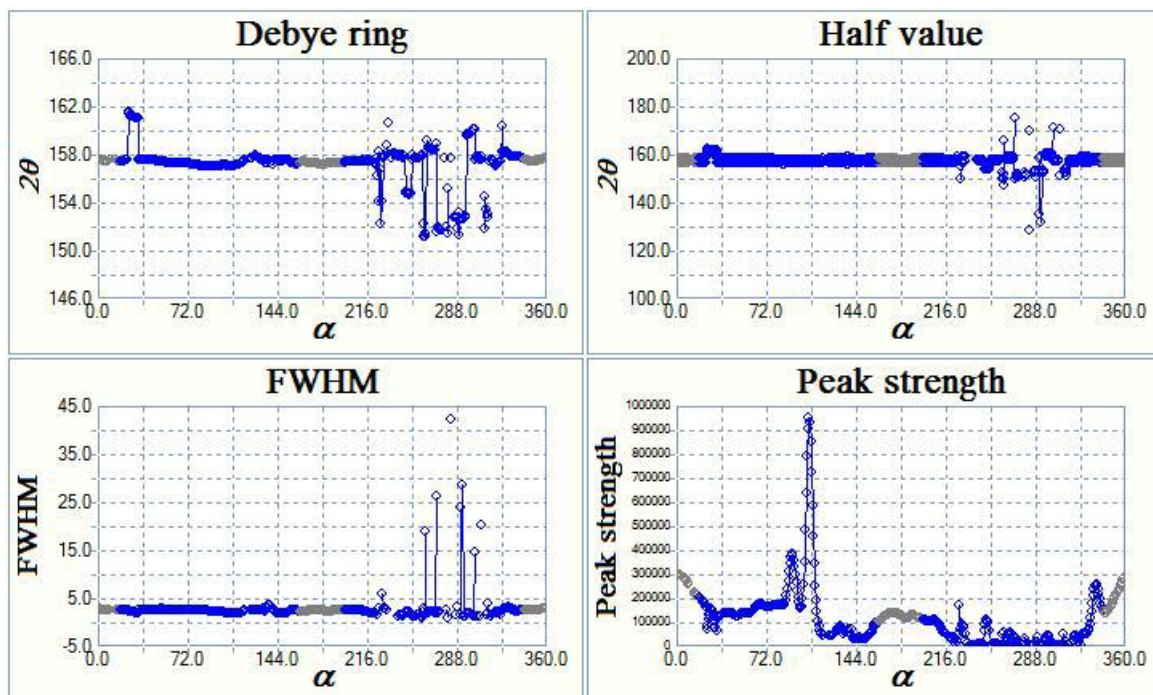 Debye ring
2θ
166.0
162.0
158.0
154.0
150.0
146.0
0.0 72.0 144.0 216.0 288.0 360.0
α
Half value
2θ
200.0
180.0
160.0
140.0
120.0
100.0
0.0 72.0 144.0 216.0 288.0 360.0
α
FWHM
FWHM
45.0
35.0
25.0
15.0
5.0
-5.0
0.0 72.0 144.0 216.0 288.0 360.0
α
Peak strength
Peak strength
1000000
900000
800000
700000
600000
500000
400000
300000
200000
100000
0
0.0 72.0 144.0 216.0 288.0 360.0
α